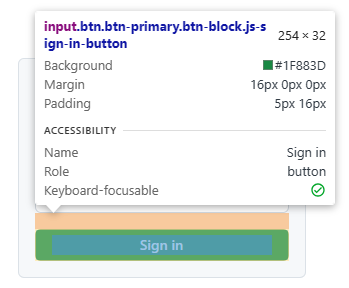 input.btn.btn-primary.btn-block.js-s
ign-in-button 254 × 32
Background #1F883D
Margin 16px 0px 0px
Padding 5px 16px
ACCESSIBILITY
Name Sign in
Role button
Keyboard-focusable
Sign in